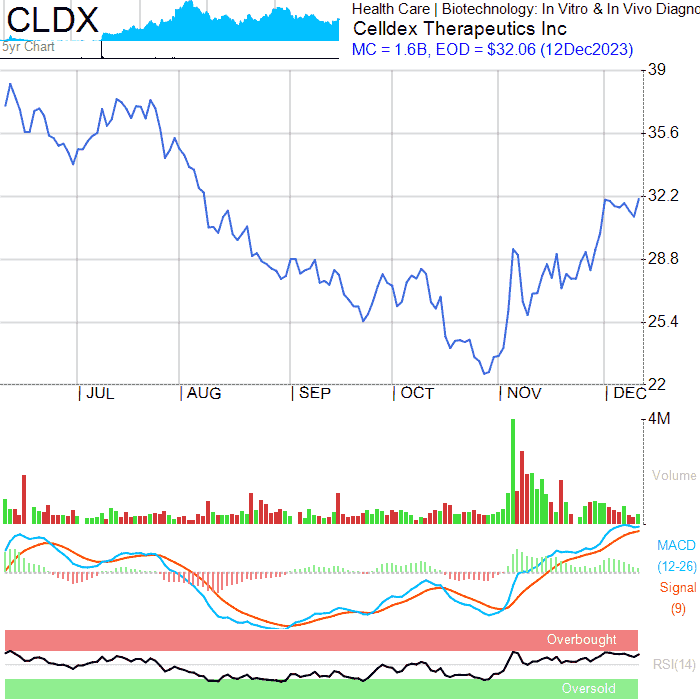 CLDX
5yr Chart
Health Care | Biotechnology: In Vitro & In Vivo Diagno
Celldex Therapeutics Inc
MC = 1.6B, EOD = $32.06 (12Dec2023)
39
35.6
32.2
28.8
25.4
22
| JUL | AUG | SEP | OCT | NOV | DEC
4M
Volume
MACD
(12-26)
Signal
(9)
Overbought
RSI(14)
Oversold